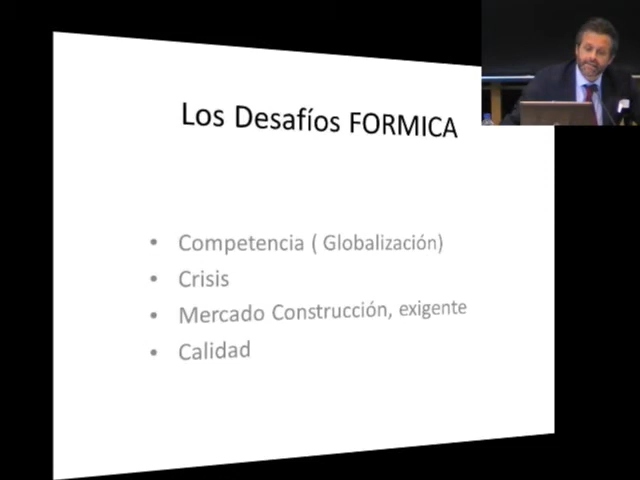 Los Desafíos FORMICA
• Competencia ( Globalización)
• Crisis
• Mercado Construcción, exigente
• Calidad